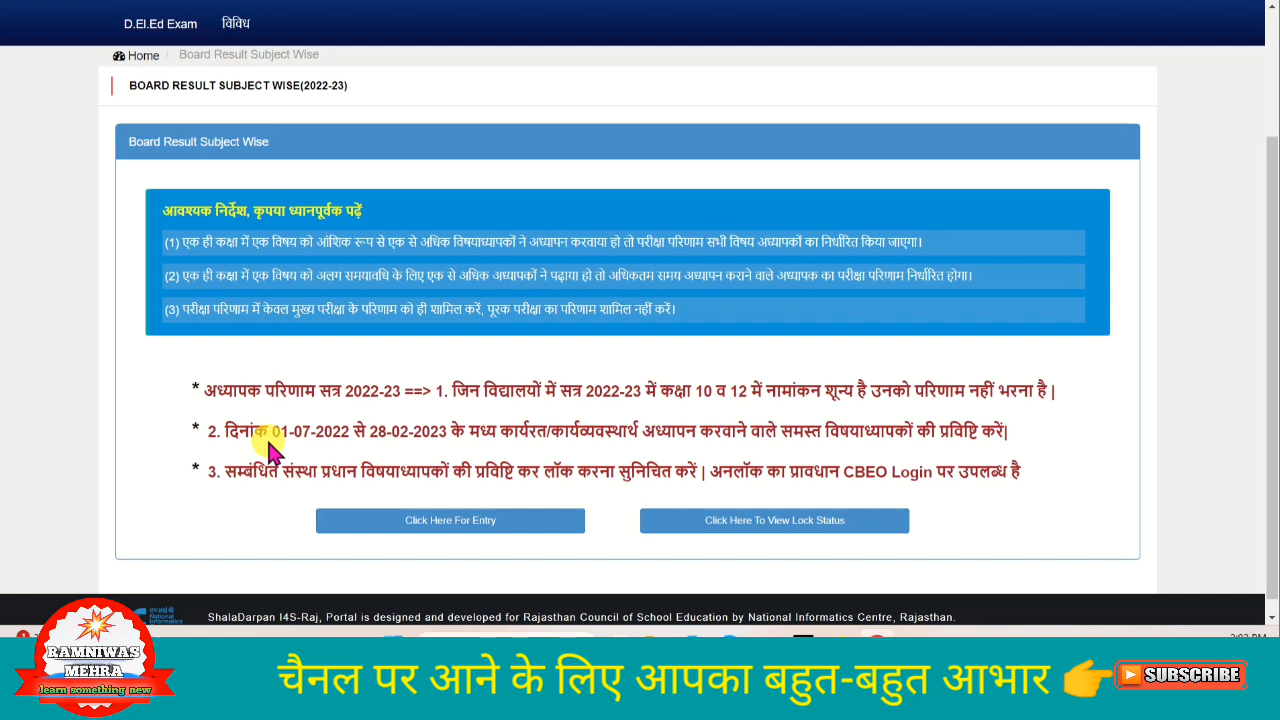 D.El.Ed Exam विविध
Home / Board Result Subject Wise
BOARD RESULT SUBJECT WISE(2022-23)
Board Result Subject Wise
आवश्यक निर्देश, कृपया ध्यानपूर्वक पढ़ें
(1) एक ही कक्षा में एक विषय को आंशिक रूप से एक से अधिक विषयाध्यापकों ने अध्यापन करवाया हो तो परीक्षा परिणाम सभी विषय अध्यापकों का निर्धारित किया जाएगा।
(2) एक ही कक्षा में एक विषय को अलग समयावधि के लिए एक से अधिक अध्यापकों ने पढ़ाया हो तो अधिकतम समय अध्यापन कराने वाले अध्यापक का परीक्षा परिणाम निर्धारित होगा।
(3) परीक्षा परिणाम में केवल मुख्य परीक्षा के परिणाम को ही शामिल करें, पूरक परीक्षा का परिणाम शामिल नहीं करें।
* अध्यापक परिणाम सत्र 2022-23 ==> 1. जिन विद्यालयों में सत्र 2022-23 में कक्षा 10 व 12 में नामांकन शून्य है उनको परिणाम नहीं भरना है |
* 2. दिनांक 01-07-2022 से 28-02-2023 के मध्य कार्यरत/कार्यव्यवस्थार्थ अध्यापन करवाने वाले समस्त विषयाध्यापकों की प्रविष्टि करें|
* 3. सम्बंधित संस्था प्रधान विषयाध्यापकों की प्रविष्टि कर लॉक करना सुनिचित करें | अनलॉक का प्रावधान CBEO Login पर उपलब्ध है
Click Here For Entry Click Here To View Lock Status
एन आई सी
National
Informatics
Centre
ShalaDarpan I4S-Raj, Portal is designed and developed for Rajasthan Council of School Education by National Informatics Centre, Rajasthan.
RAMNIWAS
MEHRA
learn something new
चैनल पर आने के लिए आपका बहुत-बहुत आभार
SUBSCRIBE